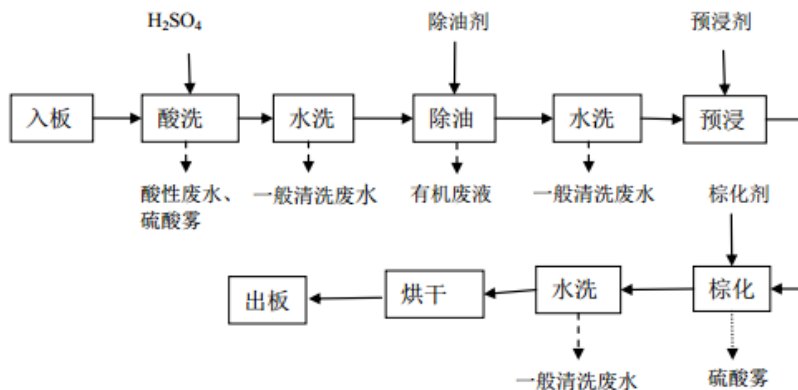 H₂SO₄
除油剂
预浸剂
入板
酸洗
水洗
除油
水洗
预浸
酸性废水、
硫酸雾
一般清洗废水
有机废液
一般清洗废水
棕化剂
出板
烘干
水洗
棕化
一般清洗废水
硫酸雾